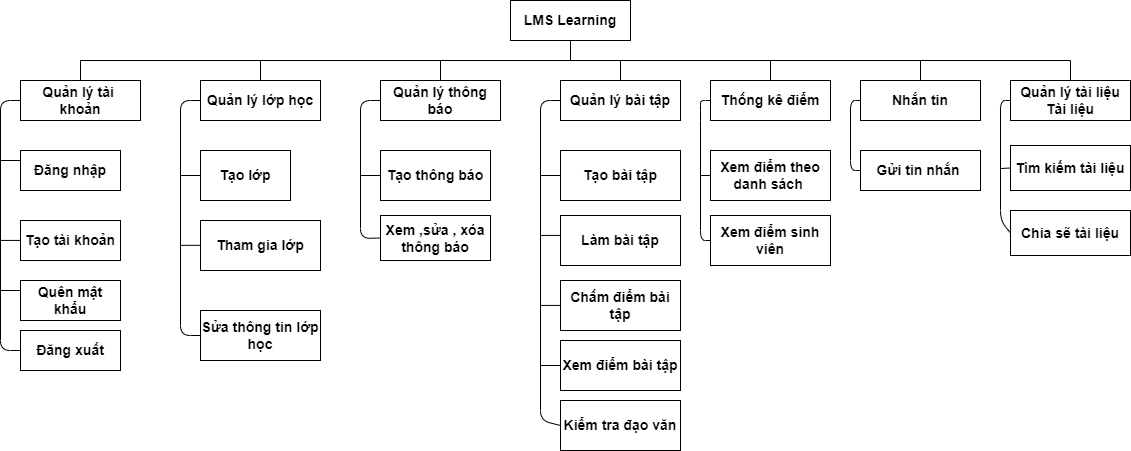 LMS Learning
Quản lý tài
khoản
Đăng nhập
Tạo tài khoản
Quên mật
khẩu
Đăng xuất
Quản lý lớp học
Tạo lớp
Tham gia lớp
Sửa thông tin lớp
học
Quản lý thông
báo
Tạo thông báo
Xem ,sửa , xóa
thông báo
Quản lý bài tập
Tạo bài tập
Làm bài tập
Chấm điểm bài
tập
Xem điểm bài tập
Kiểm tra đạo văn
Thống kê điểm
Xem điểm theo
danh sách
Xem điểm sinh
viên
Nhắn tin
Gửi tin nhắn
Quản lý tài liệu
Tài liệu
Tìm kiếm tài liệu
Chia sẽ tài liệu